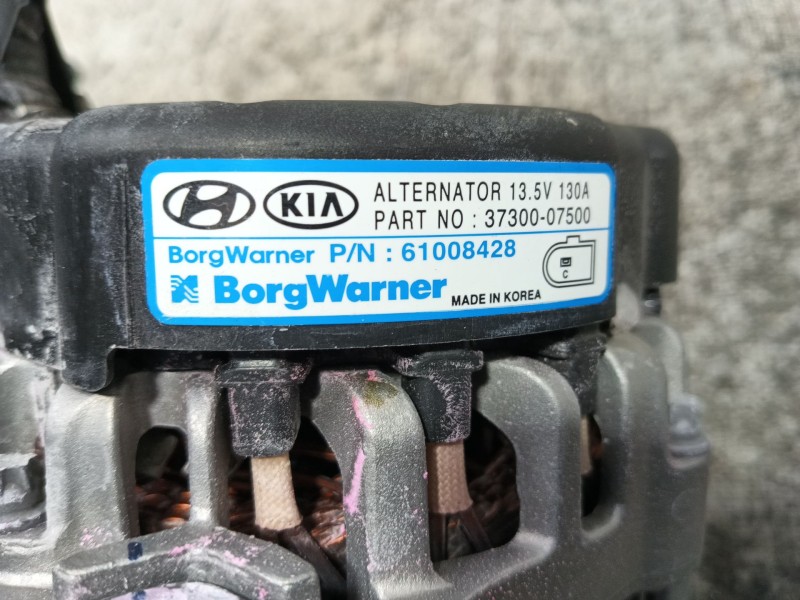 KIA ALTERNATOR 13.5V 130A
PART NO : 37300-07500
BorgWarner P/N : 61008428
C
BorgWarner MADE IN KOREA